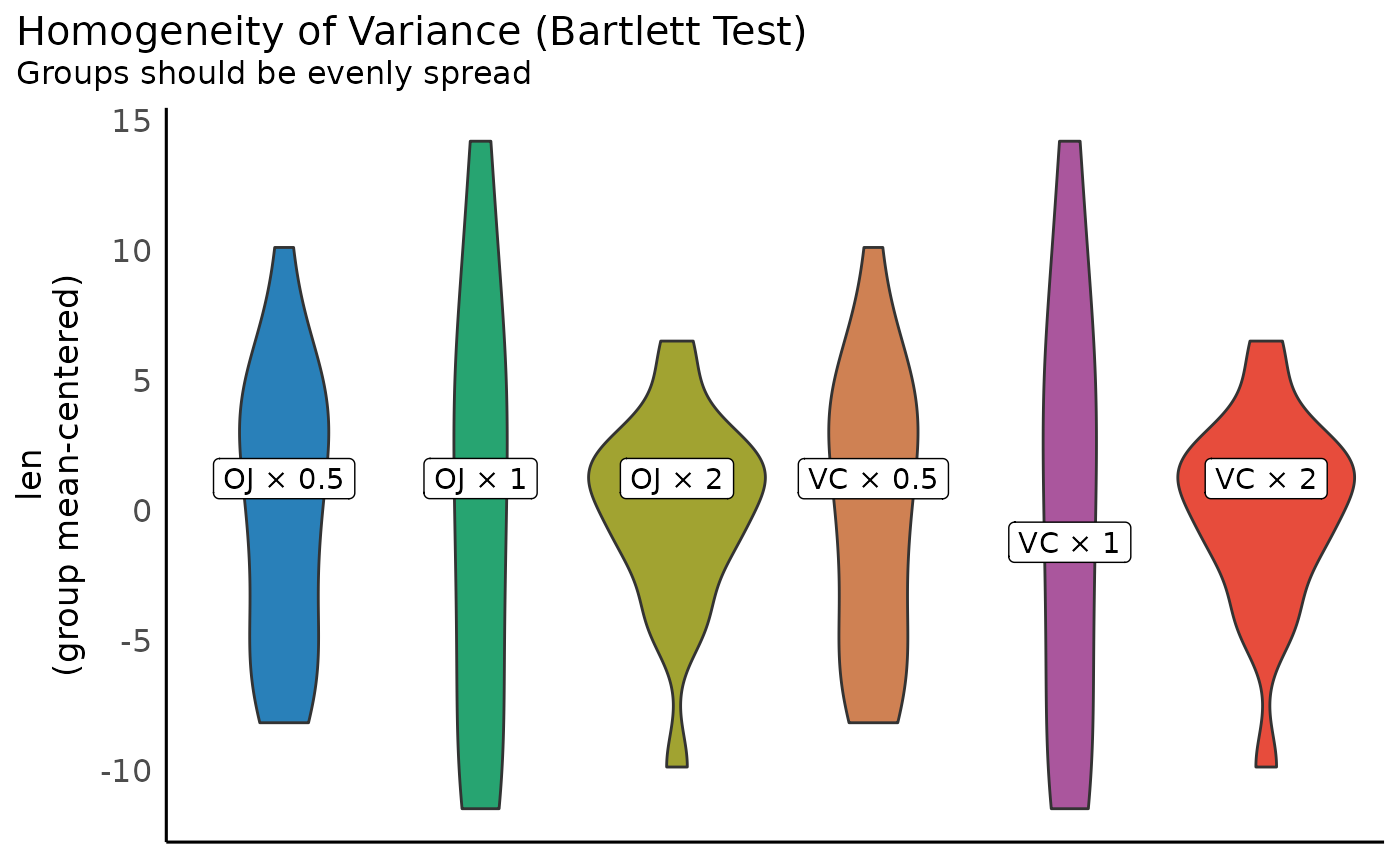 Homogeneity of Variance (Bartlett Test)
Groups should be evenly spread
len
(group mean-centered)
15
10
5
0
-5
-10
OJ × 0.5
OJ × 1
OJ × 2
VC × 0.5
VC × 1
VC × 2